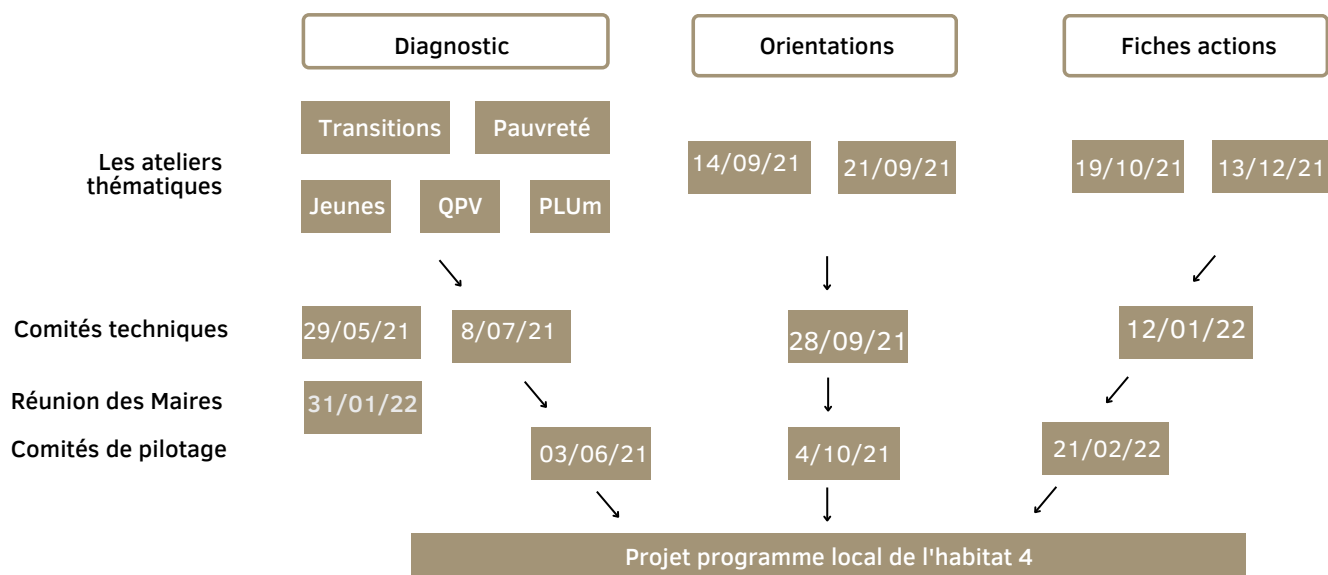 Diagnostic
Orientations
Fiches actions
Les ateliers
thématiques
Transitions
Pauvreté
Jeunes
QPV
PLUm
14/09/21
21/09/21
19/10/21
13/12/21
Comités techniques
29/05/21
8/07/21
28/09/21
12/01/22
Réunion des Maires
31/01/22
Comités de pilotage
03/06/21
4/10/21
21/02/22
Projet programme local de l'habitat 4